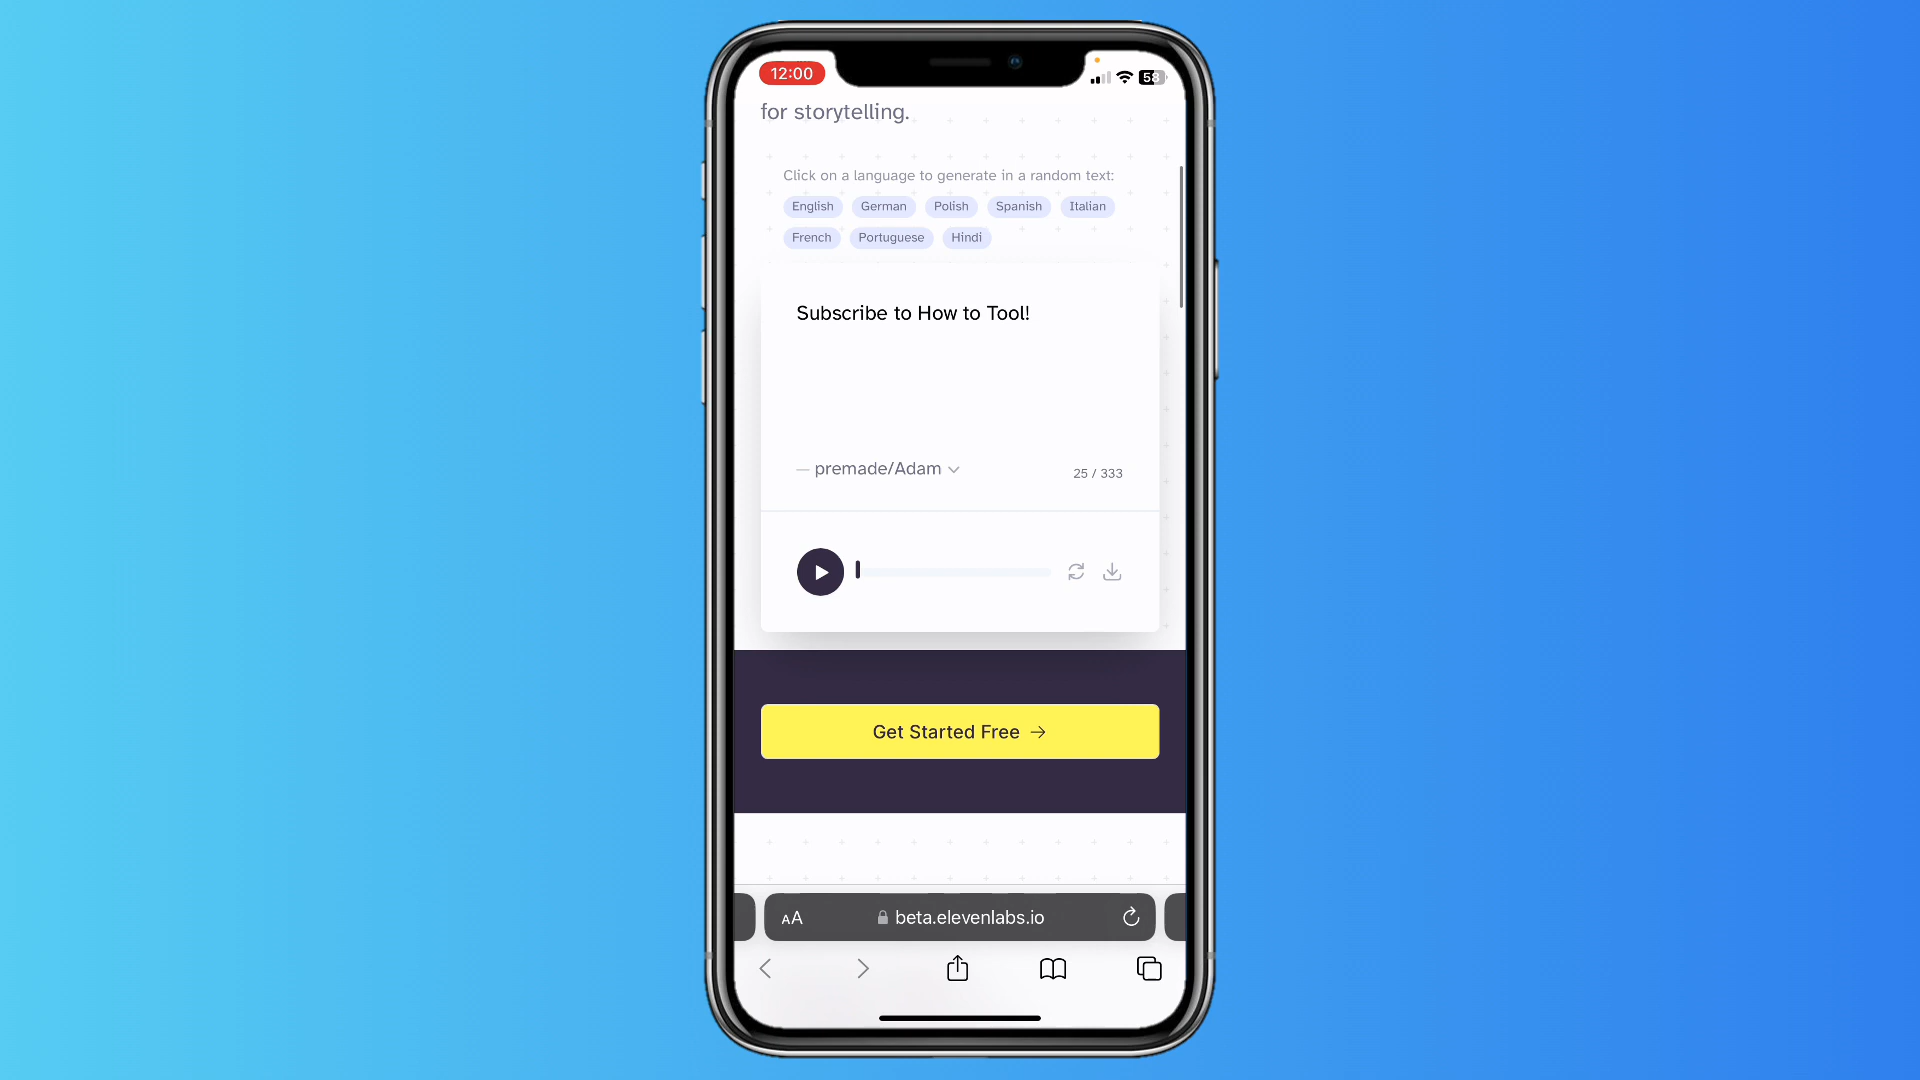 12:00
58
for storytelling.
Click on a language to generate in a random text:
English German Polish Spanish Italian
French Portuguese Hindi
Subscribe to How to Tool!
— premade/Adam
25 / 333
Get Started Free →
AA beta.elevenlabs.io